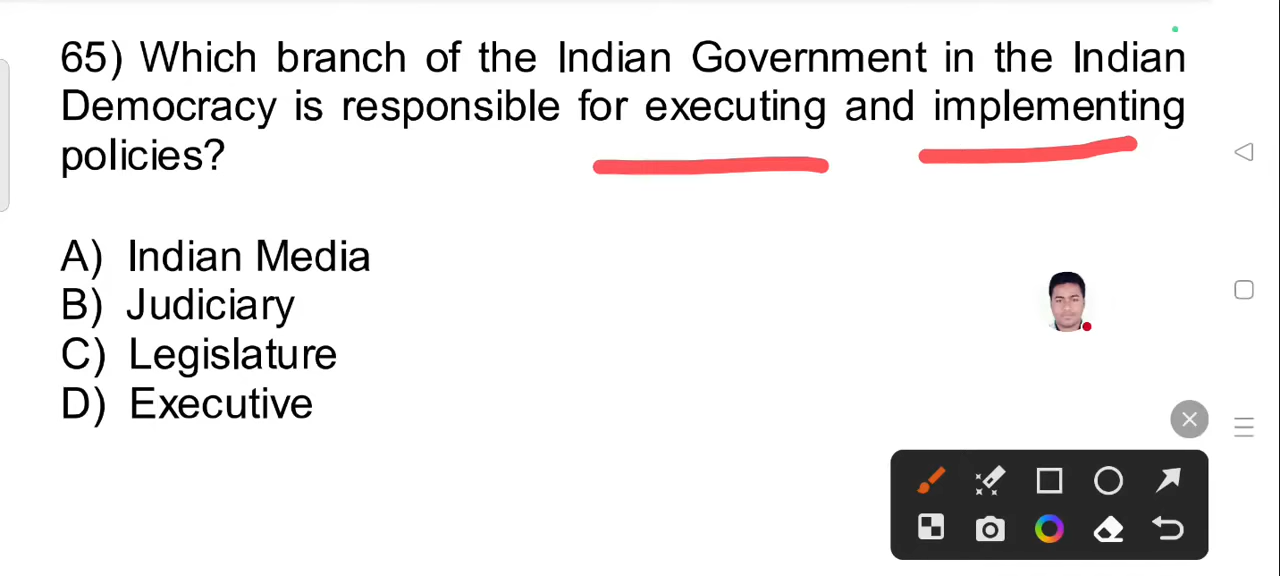 65) Which branch of the Indian Government in the Indian
Democracy is responsible for executing and implementing
policies?
A) Indian Media
B) Judiciary
C) Legislature
D) Executive